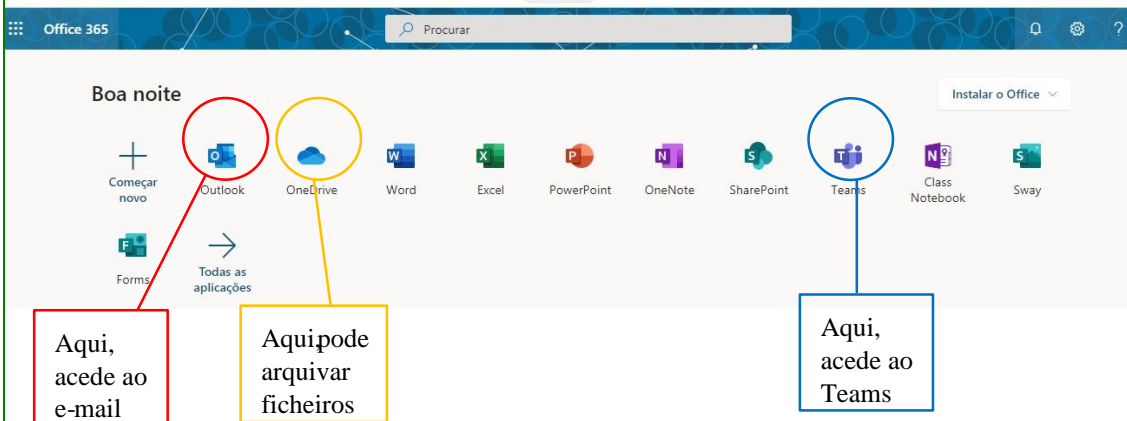 Office 365
Procurar
?
Boa noite
Instalar o Office
Começar
novo
Outlook
OneDrive
Word
Excel
PowerPoint
OneNote
SharePoint
Teams
Class
Notebook
Sway
Forms
Todas as
aplicações
Aqui,
acede ao
e-mail
Aqui,pode
arquivar
ficheiros
Aqui,
acede ao
Teams